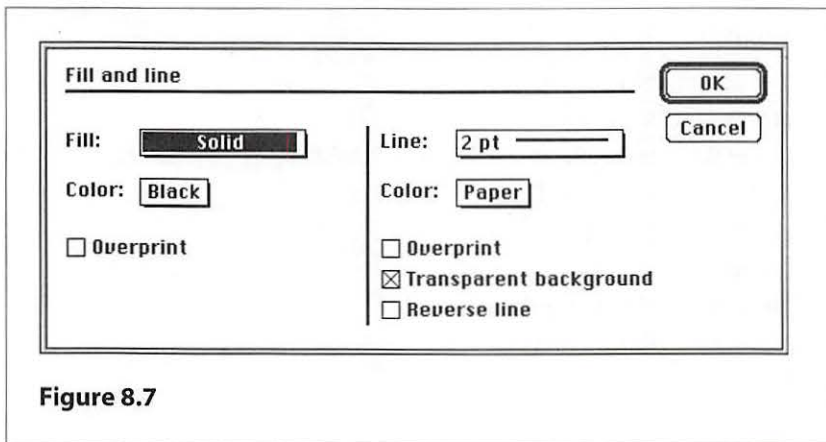 Fill and line
OK
Cancel
Fill: Solid
Color: Black
Overprint
Line: 2 pt
Color: Paper
Overprint
Transparent background
Reverse line
Figure 8.7